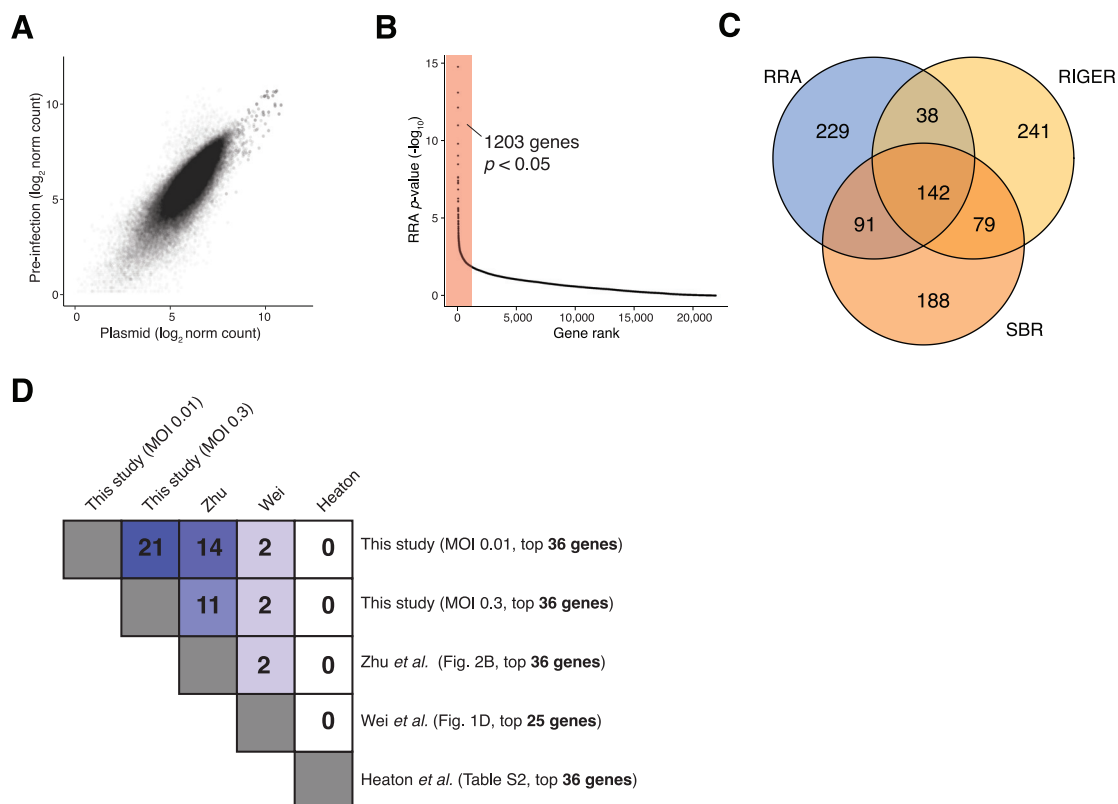 A
Pre-infection (log2 norm count)
10
5
0
0
5
10
Plasmid (log2 norm count)
B
RRA p-value (-log10)
15
10
5
0
1203 genes
p < 0.05
0
5,000
10,000
15,000
20,000
Gene rank
C
RRA
RIGER
229
38
241
142
91
79
188
SBR
D
This study (MOI 0.01)
This study (MOI 0.3)
Zhu
Wei
Heaton
21 14 2 0 This study (MOI 0.01, top 36 genes)
11 2 0 This study (MOI 0.3, top 36 genes)
2 0 Zhu et al. (Fig. 2B, top 36 genes)
0 Wei et al. (Fig. 1D, top 25 genes)
Heaton et al. (Table S2, top 36 genes)